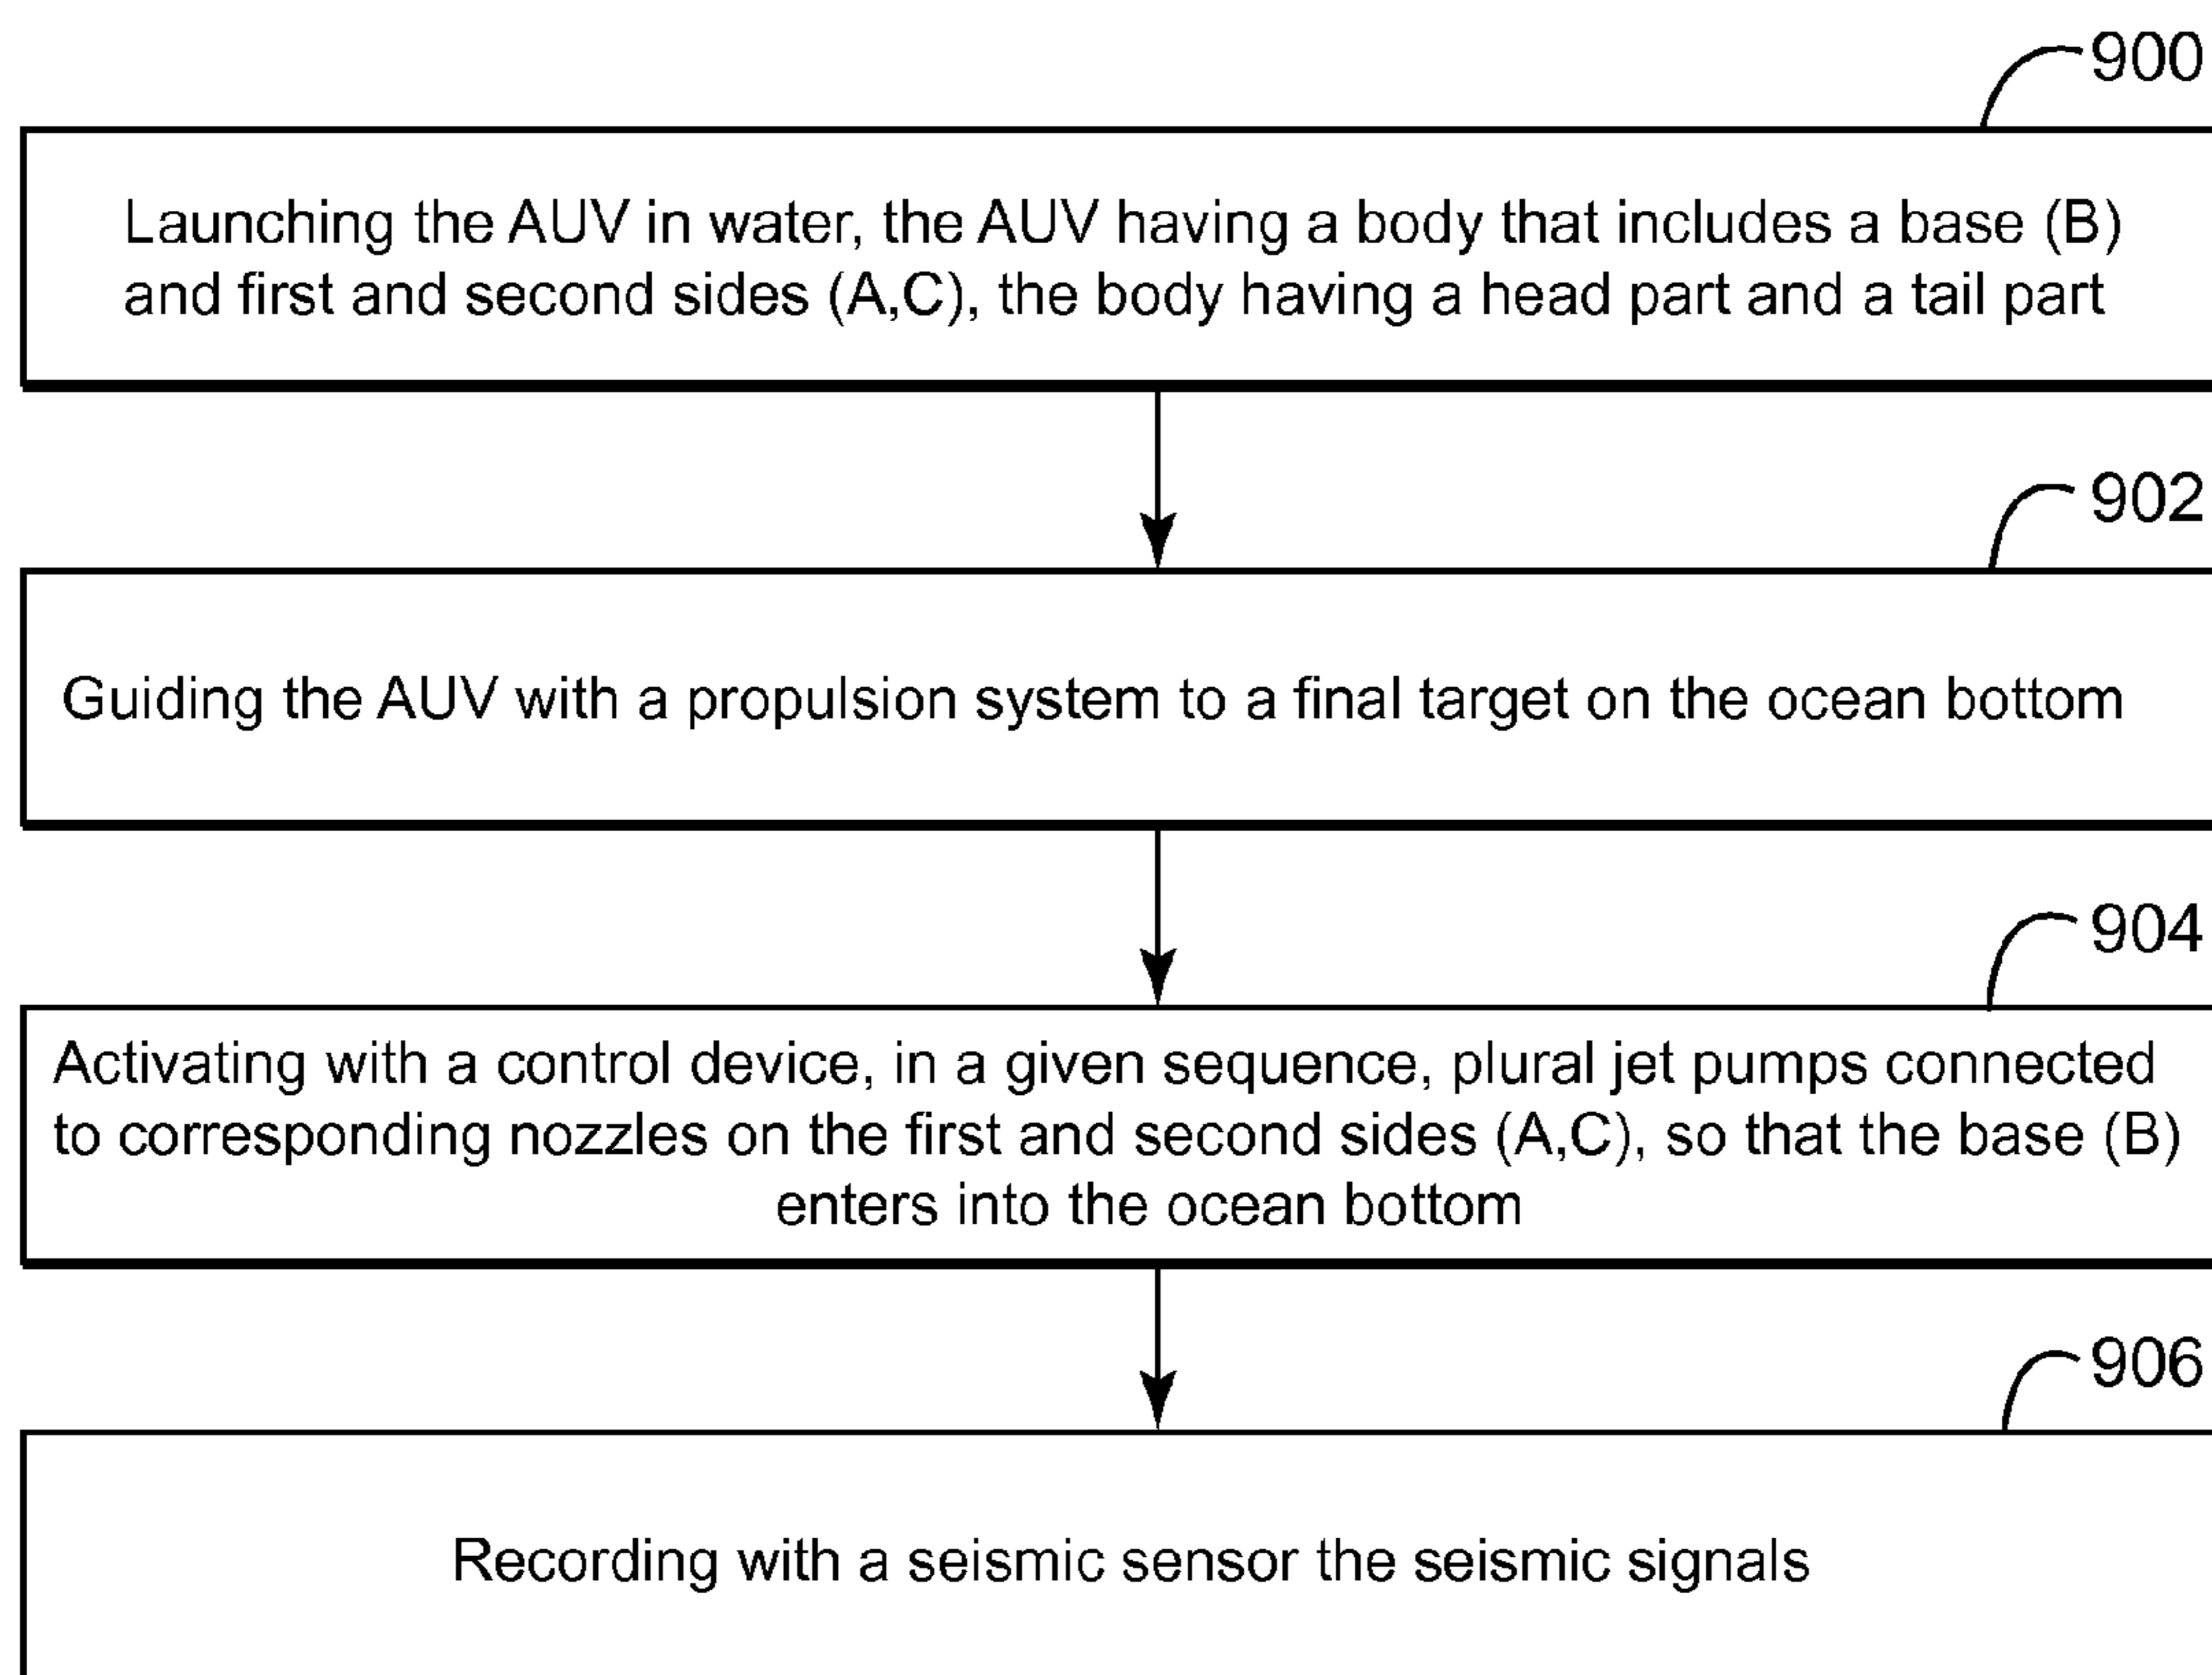 900
Launching the AUV in water, the AUV having a body that includes a base (B)
and first and second sides (A,C), the body having a head part and a tail part
902
Guiding the AUV with a propulsion system to a final target on the ocean bottom
904
Activating with a control device, in a given sequence, plural jet pumps connected
to corresponding nozzles on the first and second sides (A,C), so that the base (B)
enters into the ocean bottom
906
Recording with a seismic sensor the seismic signals